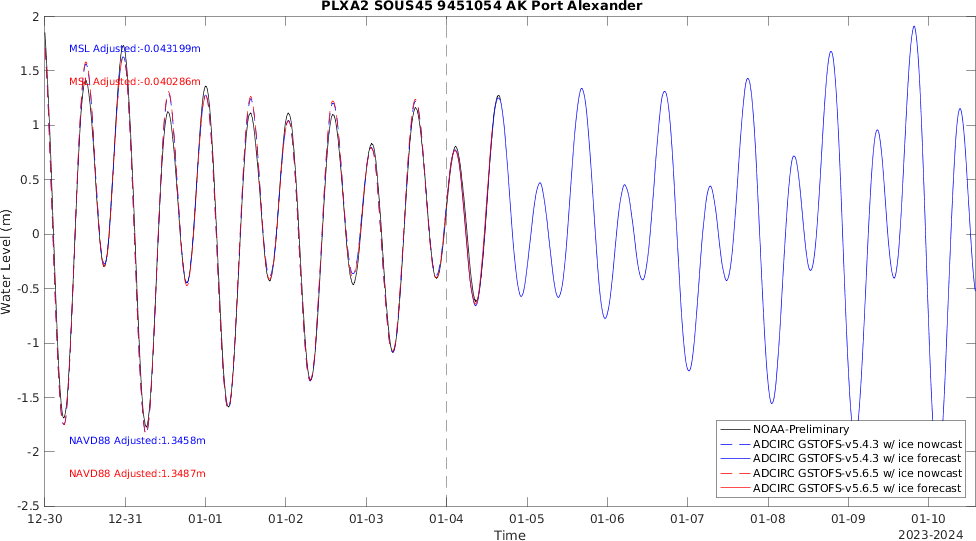 PLXA2 SOUS45 9451054 AK Port Alexander
2
1.5
1
0.5
0
-0.5
-1
-1.5
-2
-2.5
Water Level (m)
MSL Adjusted:-0.043199m
MSL Adjusted:-0.040286m
NAVD88 Adjusted:1.3458m
NAVD88 Adjusted:1.3487m
NOAA-Preliminary
ADCIRC GSTOFS-v5.4.3 w/ ice nowcast
ADCIRC GSTOFS-v5.4.3 w/ ice forecast
ADCIRC GSTOFS-v5.6.5 w/ ice nowcast
ADCIRC GSTOFS-v5.6.5 w/ ice forecast
12-30 12-31 01-01 01-02 01-03 01-04 01-05 01-06 01-07 01-08 01-09 01-10
Time
2023-2024